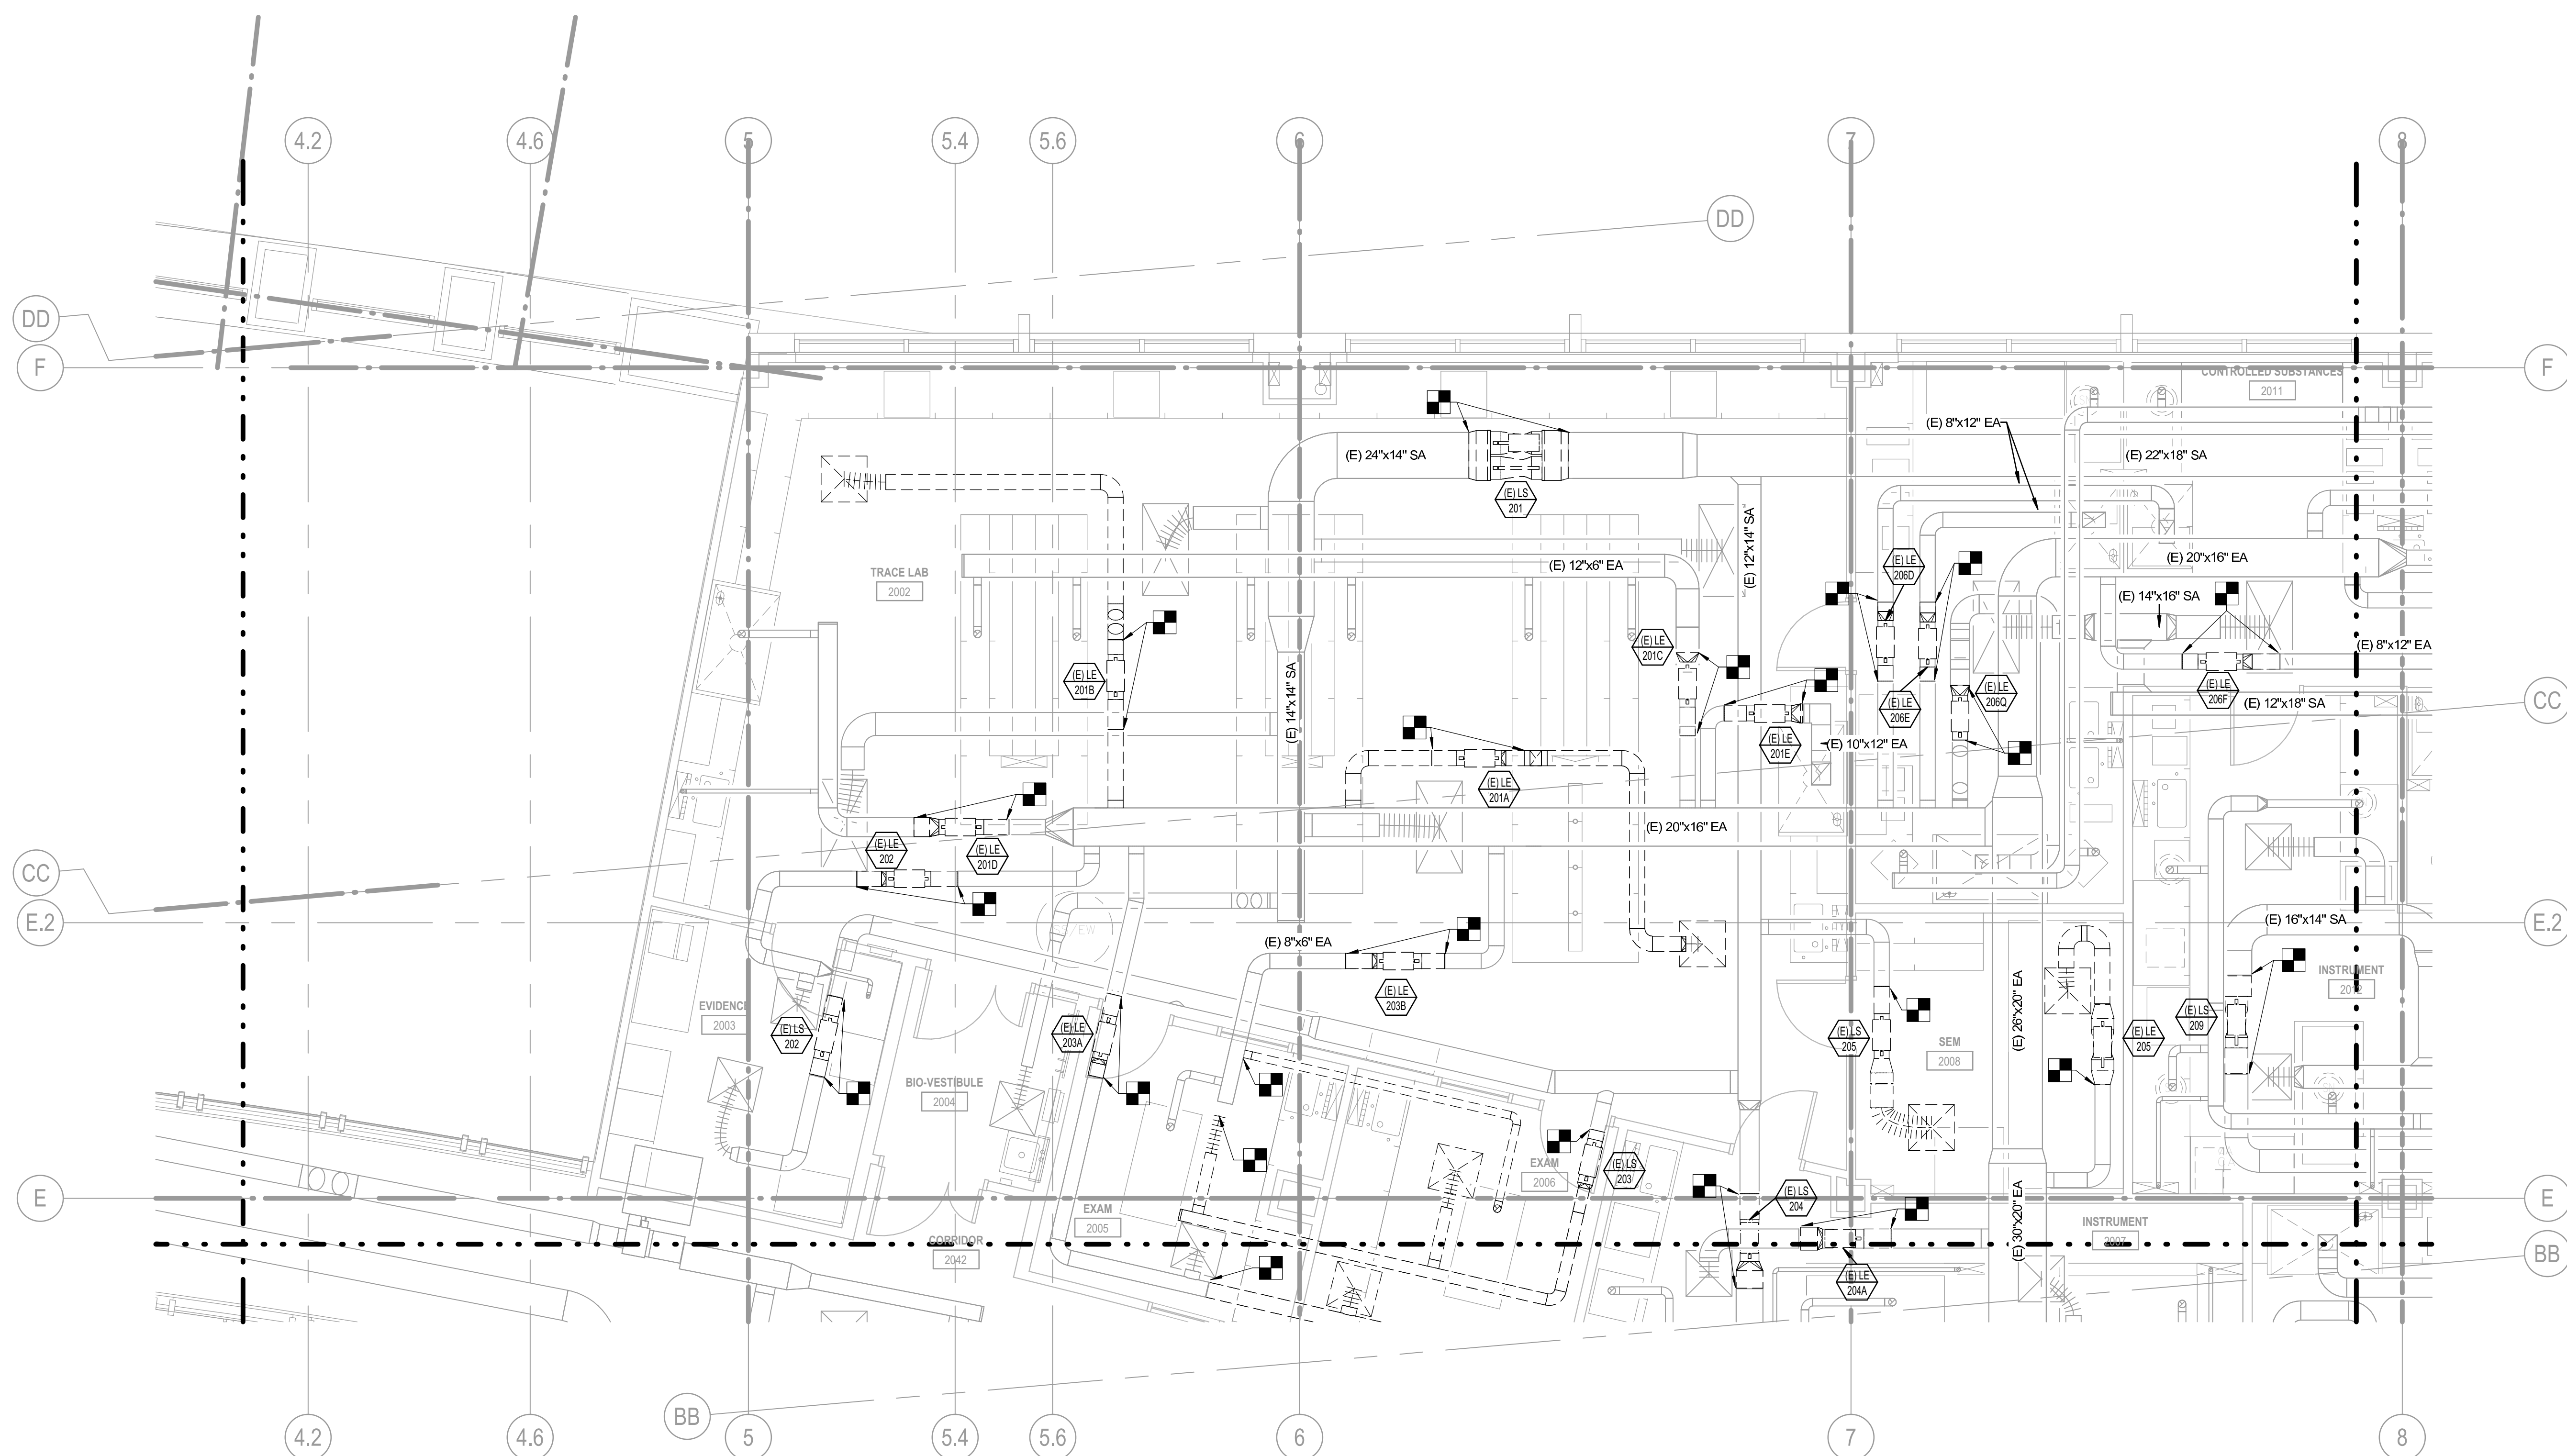 4.2
4.6
5
5.4
5.6
6
7
8
DD
DD
F
F
CONTROLLED SUBSTANCES
2011
(E) 8"x12" EA
(E) 24"x14" SA
(E) 22"x18" SA
(E) LS
201
(E) 12"x14" SA
(E) 20"x16" EA
(E) 12"x6" EA
(E) LE
206D
TRACE LAB
2002
(E) 14"x16" SA
(E) LE
201C
(E) 8"x12" EA
(E) LE
201B
(E) LE
206Q
(E) LE
206F
(E) 14"x14" SA
(E) LE
206E
(E) 12"x18" SA
CC
(E) LE
201E
(E) 10"x12" EA
(E) LE
201A
(E) 20"x16" EA
(E) LE
202
(E) LE
201D
CC
E.2
E.2
SS/EW
(E) 16"x14" SA
(E) 8"x6" EA
INSTRUMENT
2012
(E) LE
203B
EVIDENCE
2003
(E) 26"x20" EA
(E) LS
209
(E) LS
202
(E) LE
203A
(E) LS
205
(E) LE
205
SEM
2008
BIO-VESTIBULE
2004
EXAM
2006
(E) LS
203
E
E
(E) LS
204
EXAM
2005
(E) 30"x20" EA
INSTRUMENT
2007
CORRIDOR
2042
BB
(E) LE
204A
BB
4.2
4.6
5
5.4
5.6
6
7
8